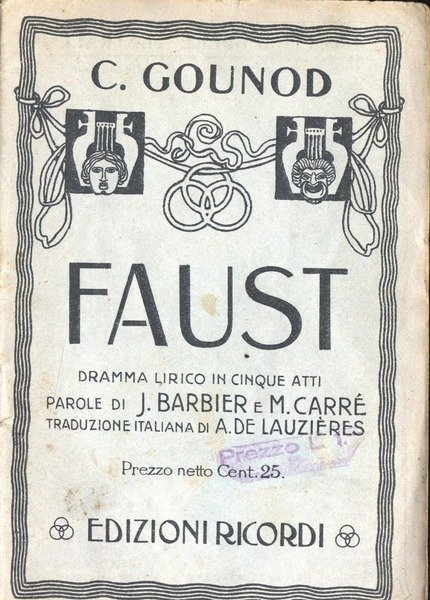 C. GOUNOD
FAUST
DRAMMA LIRICO IN CINQUE ATTI
PAROLE DI J. BARBIER E M. CARRÉ
TRADUZIONE ITALIANA DI A. DE LAUZIÈRES
Prezzo L. 1.
Prezzo netto Cent. 25.
EDIZIONI RICORDI